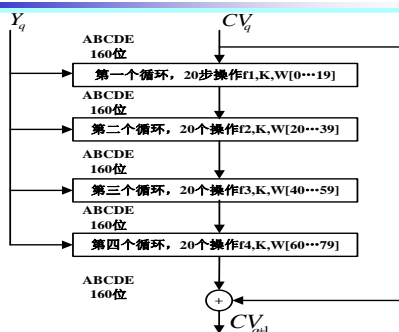 Y_q
CV_q
ABCDE
160位
第一个循环，20步操作f1,K,W[0…19]
ABCDE
160位
第二个循环，20个操作f2,K,W[20…39]
ABCDE
160位
第三个循环，20个操作f3,K,W[40…59]
ABCDE
160位
第四个循环，20个操作f4,K,W[60…79]
ABCDE
160位
+
CV_{q+1}